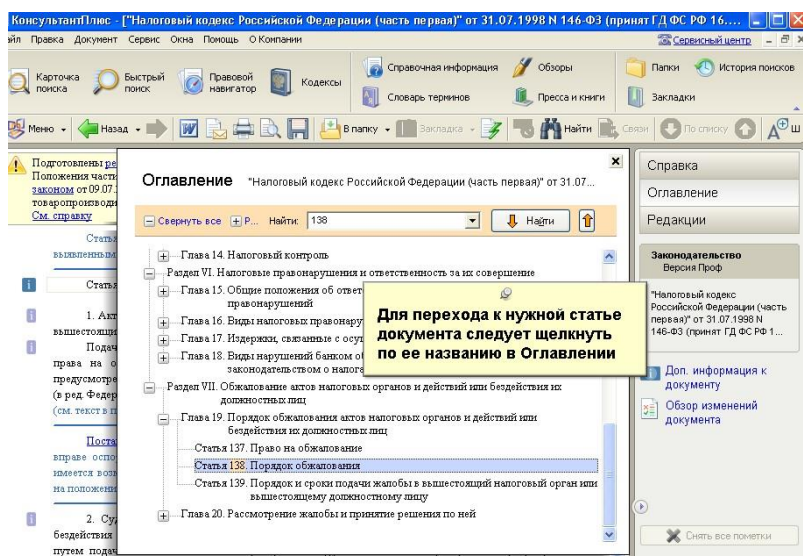 КонсультантПлюс - ["Налоговый кодекс Российской Федерации (часть первая)" от 31.07.1998 N 146-ФЗ (принят ГД ФС РФ 16....
Правка Документ Сервис Окна Помощь О Компании
Сервисный центр
Карточка поиска
Быстрый поиск
Правовой навигатор
Кодексы
Справочная информация
Словарь терминов
Обзоры
Пресса и книги
Папки
История поисков
Закладки
Меню
Назад
В папку
Закладка
Найти
Связи
По списку
Подготовлены
Положения
законом от 09.07.
См. справку
выявленным
1. Акт
права на о
(в ред. Федер
(см. текст в п
Поста
вправе
имеется
на положени
2. Су
бездействия
путем подач
Оглавление "Налоговый кодекс Российской Федерации (часть первая)" от 31.07...
Свернуть все Р... Найти: 138 Найти
Глава 14. Налоговый контроль
Раздел VI. Налоговые правонарушения и ответственность за их совершение
Глава 15. Общие положения об ответ
правонарушений
Глава 16. Виды налоговых правонару
Глава 17. Издержки, связанные с осу
Глава 18. Виды нарушений банком об
законодательством о налога
Раздел VII. Обжалование актов налоговых органов и действий или бездействия их
должностных лиц
Глава 19. Порядок обжалования актов налоговых органов и действий или
бездействия их должностных лиц
Статья 137. Право на обжалование
Статья 138. Порядок обжалования
Статья 139. Порядок и сроки подачи жалобы в вышестоящий налоговый орган или
вышестоящему должностному лицу
Глава 20. Рассмотрение жалобы и принятие решения по ней
Для перехода к нужной статье
документа следует щелкнуть
по ее названию в Оглавлении
Справка
Оглавление
Редакции
Законодательство
Версия Проф
"Налоговый кодекс
Российской Федерации (часть
первая)" от 31.07.1998 N
146-ФЗ (принят ГД ФС РФ 1...
Доп. информация к
документу
Обзор изменений
документа
Снять все пометки